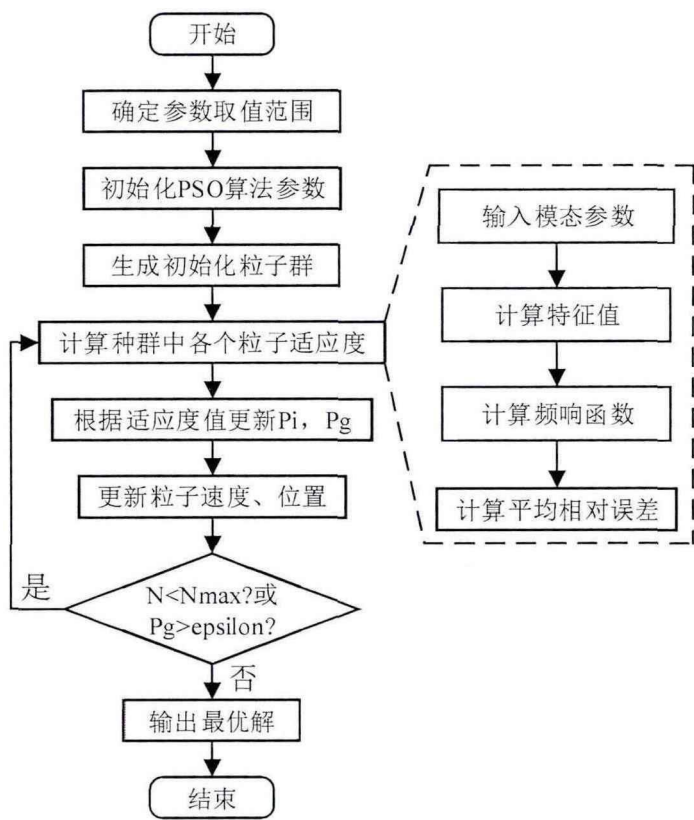 开始
确定参数取值范围
初始化PSO算法参数
生成初始化粒子群
计算种群中各个粒子适应度
根据适应度值更新Pi，Pg
更新粒子速度、位置
N<Nmax?或
Pg>epsilon?
是
否
输出最优解
结束
输入模态参数
计算特征值
计算频响函数
计算平均相对误差